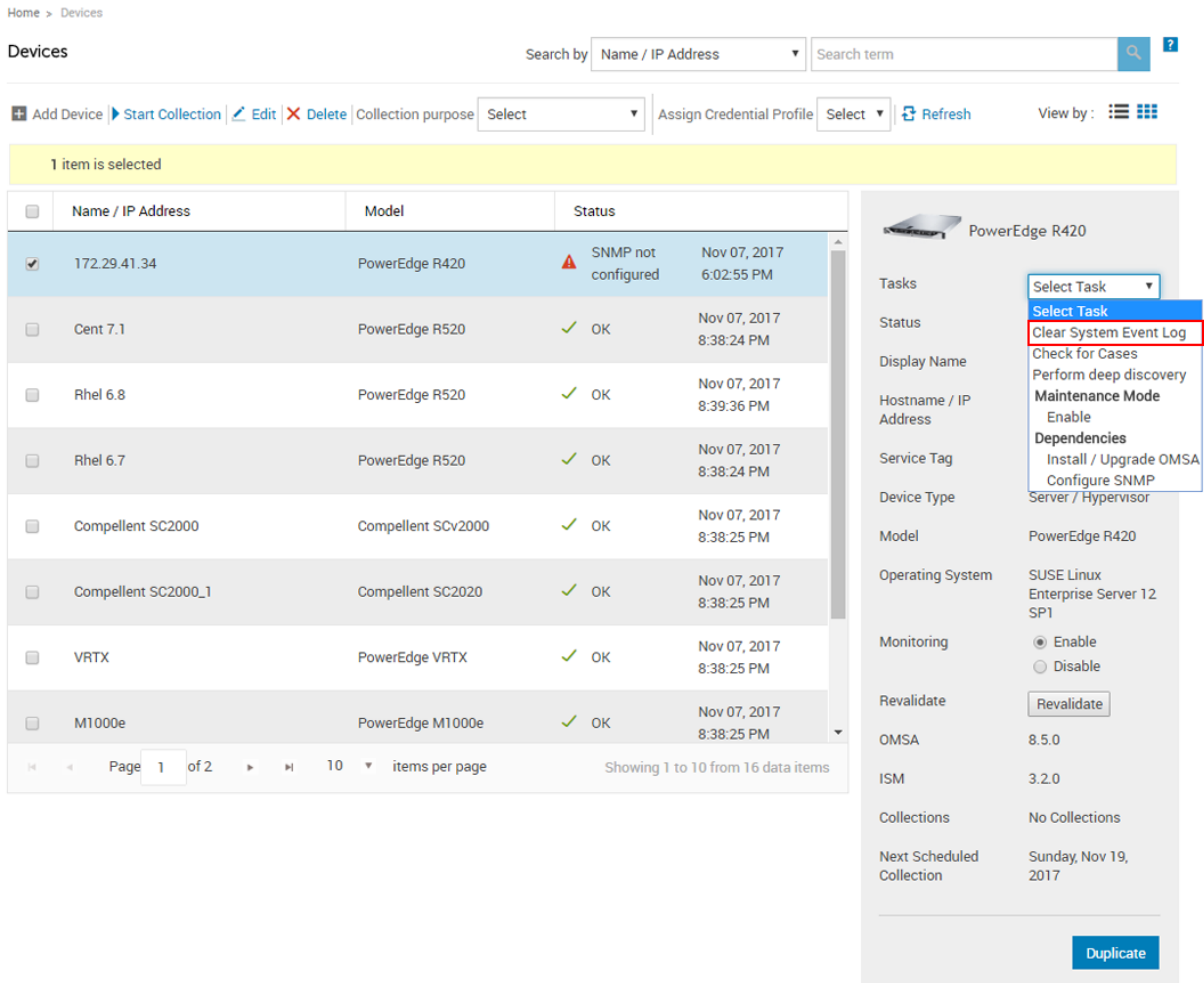 Home > Devices
Devices
Search by Name / IP Address Search term ?
Add Device Start Collection Edit Delete Collection purpose Select Assign Credential Profile Select Refresh View by :
1 item is selected
Name / IP Address Model Status
172.29.41.34 PowerEdge R420 SNMP not configured Nov 07, 2017 6:02:55 PM
Cent 7.1 PowerEdge R520 OK Nov 07, 2017 8:38:24 PM
Rhel 6.8 PowerEdge R520 OK Nov 07, 2017 8:39:36 PM
Rhel 6.7 PowerEdge R520 OK Nov 07, 2017 8:38:24 PM
Compellent SC2000 Compellent SCv2000 OK Nov 07, 2017 8:38:25 PM
Compellent SC2000_1 Compellent SC2020 OK Nov 07, 2017 8:38:25 PM
VRTX PowerEdge VRTX OK Nov 07, 2017 8:38:25 PM
M1000e PowerEdge M1000e OK Nov 07, 2017 8:38:25 PM
Page 1 of 2 10 items per page Showing 1 to 10 from 16 data items
PowerEdge R420
Tasks Select Task
Select Task
Clear System Event Log
Check for Cases
Perform deep discovery
Maintenance Mode
Enable
Dependencies
Install / Upgrade OMSA
Configure SNMP
Status
Display Name
Hostname / IP
Address
Service Tag
Device Type Server / Hypervisor
Model PowerEdge R420
Operating System SUSE Linux
Enterprise Server 12
SP1
Monitoring Enable
Disable
Revalidate Revalidate
OMSA 8.5.0
ISM 3.2.0
Collections No Collections
Next Scheduled Sunday, Nov 19,
Collection 2017
Duplicate